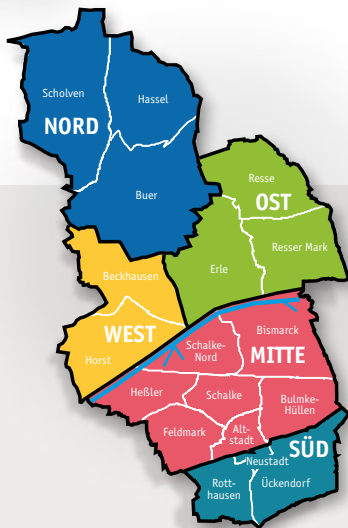 Scholven
Hassel
NORD
Buer
Resse
OST
Resser Mark
Erle
Beckhausen
WEST
Horst
Bismarck
Schalke-
Nord
MITTE
Heßler
Schalke
Bulmke-
Hüllen
Feldmark
Alt-
stadt
SÜD
Neustadt
Rott-
hausen
Ückendorf